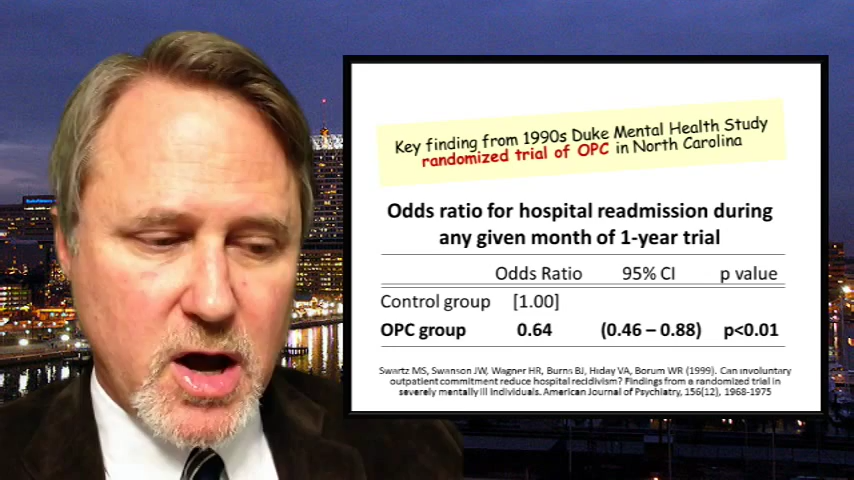 Key finding from 1990s Duke Mental Health Study
randomized trial of OPC in North Carolina
Odds ratio for hospital readmission during
any given month of 1-year trial
Odds Ratio 95% CI p value
Control group [1.00]
OPC group 0.64 (0.46 – 0.88) p<0.01
Swartz MS, Swanson JW, Wagner HR, Burns BJ, Hiday VA, Borum WR (1999). Can involuntary
outpatient commitment reduce hospital recidivism? Findings from a randomized trial in
severely mentally ill individuals. American Journal of Psychiatry, 156(12), 1968-1975